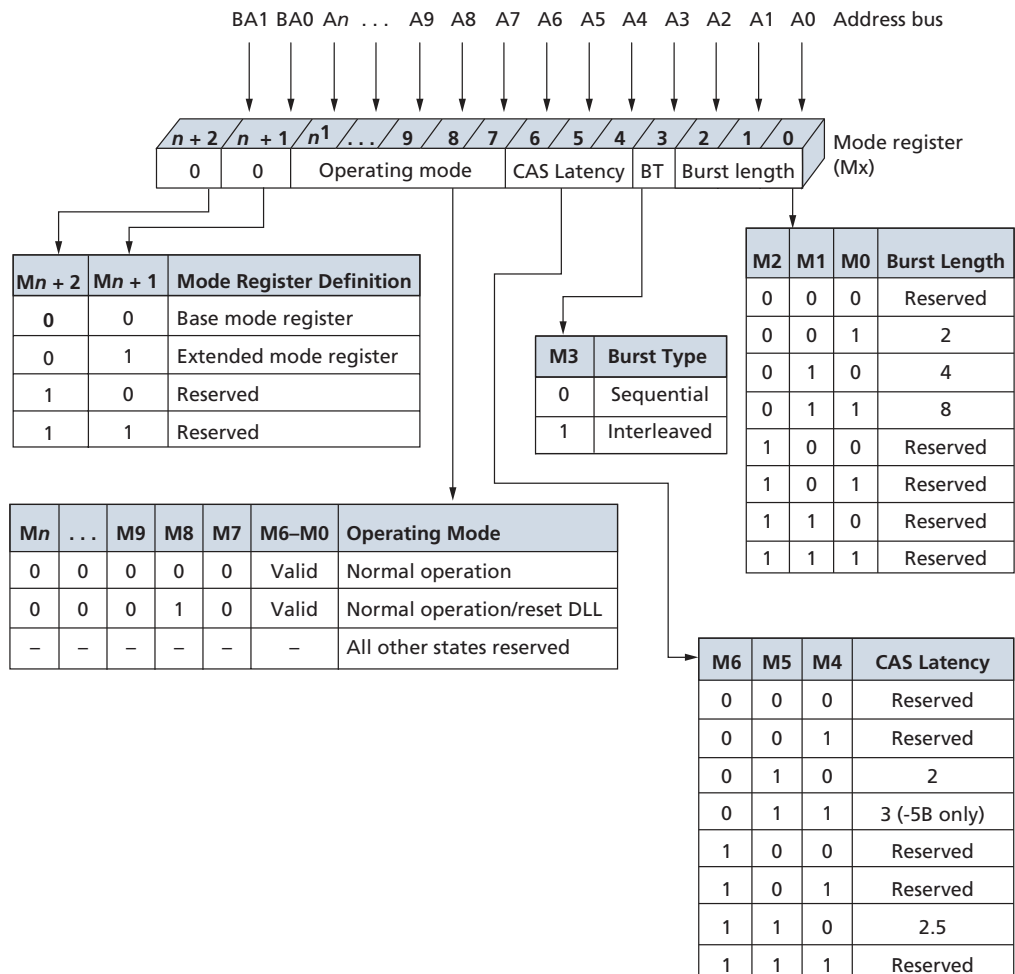 BA1 BA0 An . . . A9 A8 A7 A6 A5 A4 A3 A2 A1 A0 Address bus
n + 2 n + 1 n1 . . . 9 8 7 6 5 4 3 2 1 0
Mode register
(Mx)
0 0 Operating mode CAS Latency BT Burst length
Mn + 2 Mn + 1 Mode Register Definition
0 0 Base mode register
0 1 Extended mode register
1 0 Reserved
1 1 Reserved
M3 Burst Type
0 Sequential
1 Interleaved
M2 M1 M0 Burst Length
0 0 0 Reserved
0 0 1 2
0 1 0 4
0 1 1 8
1 0 0 Reserved
1 0 1 Reserved
1 1 0 Reserved
1 1 1 Reserved
Mn . . . M9 M8 M7 M6–M0 Operating Mode
0 0 0 0 0 Valid Normal operation
0 0 0 1 0 Valid Normal operation/reset DLL
– – – – – – All other states reserved
M6 M5 M4 CAS Latency
0 0 0 Reserved
0 0 1 Reserved
0 1 0 2
0 1 1 3 (-5B only)
1 0 0 Reserved
1 0 1 Reserved
1 1 0 2.5
1 1 1 Reserved